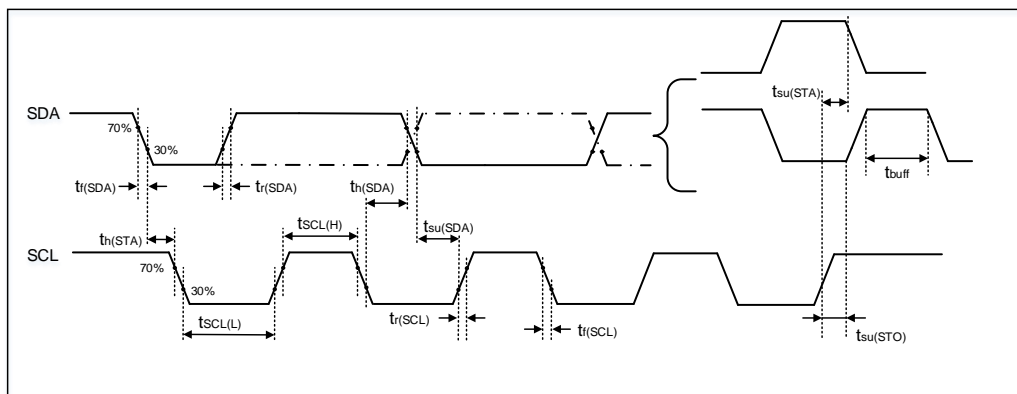 tsu(STA)
SDA
70%
30%
tbuff
tf(SDA)
tr(SDA)
th(SDA)
tSCL(H)
tsu(SDA)
th(STA)
SCL
70%
30%
tSCL(L)
tr(SCL)
tf(SCL)
tsu(STO)